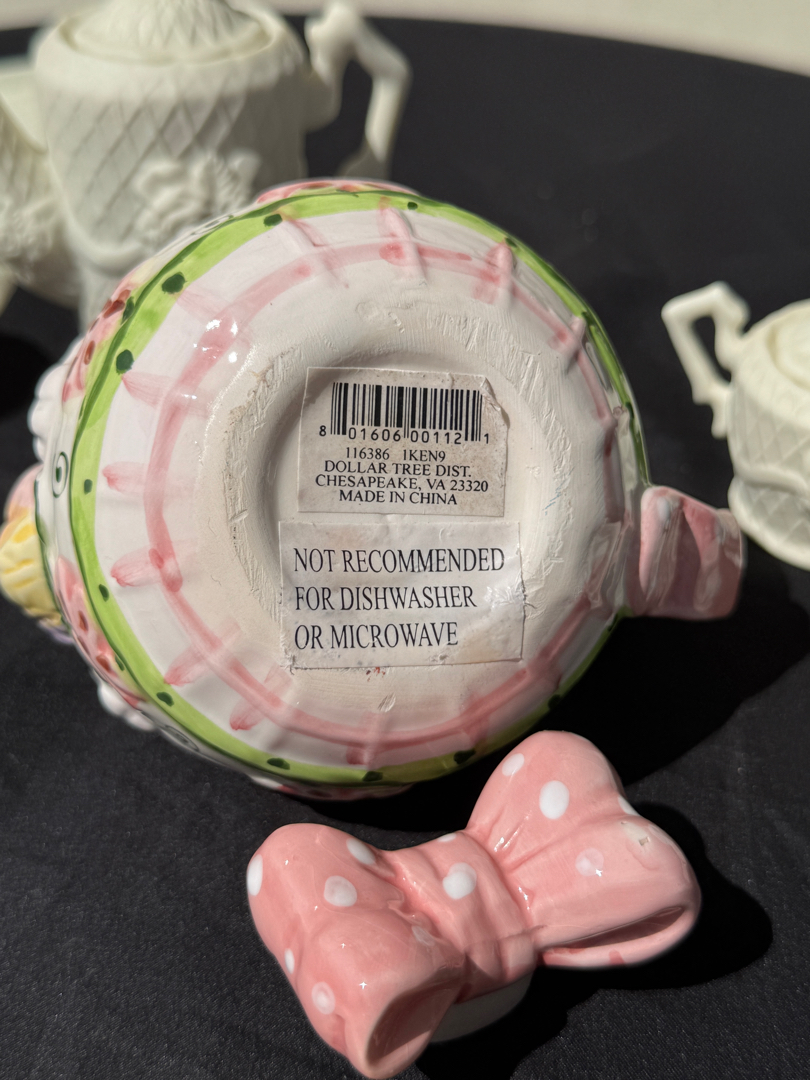 8 01606 00112 1
116386 1KEN9
DOLLAR TREE DIST.
CHESAPEAKE, VA 23320
MADE IN CHINA
NOT RECOMMENDED
FOR DISHWASHER
OR MICROWAVE